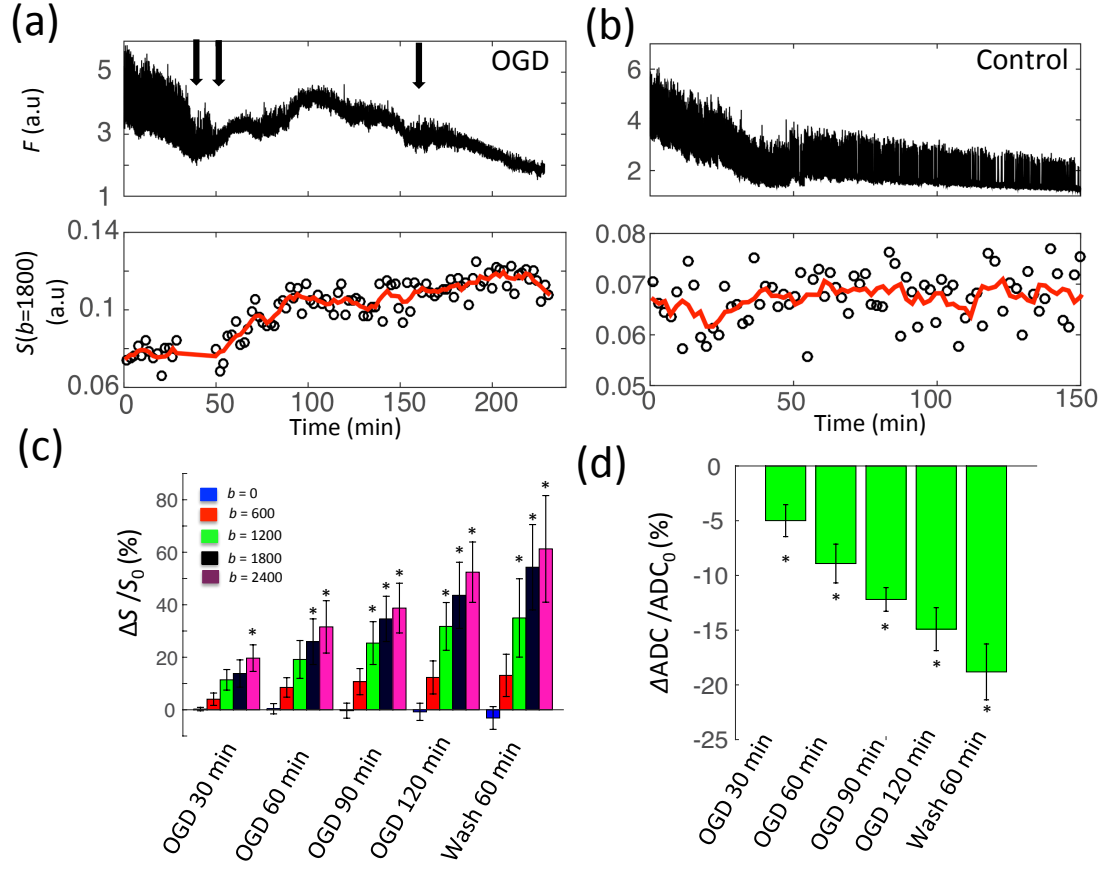 (a)
OGD
F (a.u)
5
3
1
S(b=1800)
(a.u)
0.14
0.1
0.06
0
50
100
150
200
Time (min)
(b)
Control
6
4
2
0.08
0.07
0.06
0.05
0
50
100
150
Time (min)
(c)
ΔS /S0 (%)
80
60
40
20
0
b = 0
b = 600
b = 1200
b = 1800
b = 2400
*
* *
* * *
* * *
* * *
OGD 30 min
OGD 60 min
OGD 90 min
OGD 120 min
Wash 60 min
(d)
ΔADC /ADC0 (%)
0
-5
-10
-15
-20
-25
*
*
*
*
*
OGD 30 min
OGD 60 min
OGD 90 min
OGD 120 min
Wash 60 min